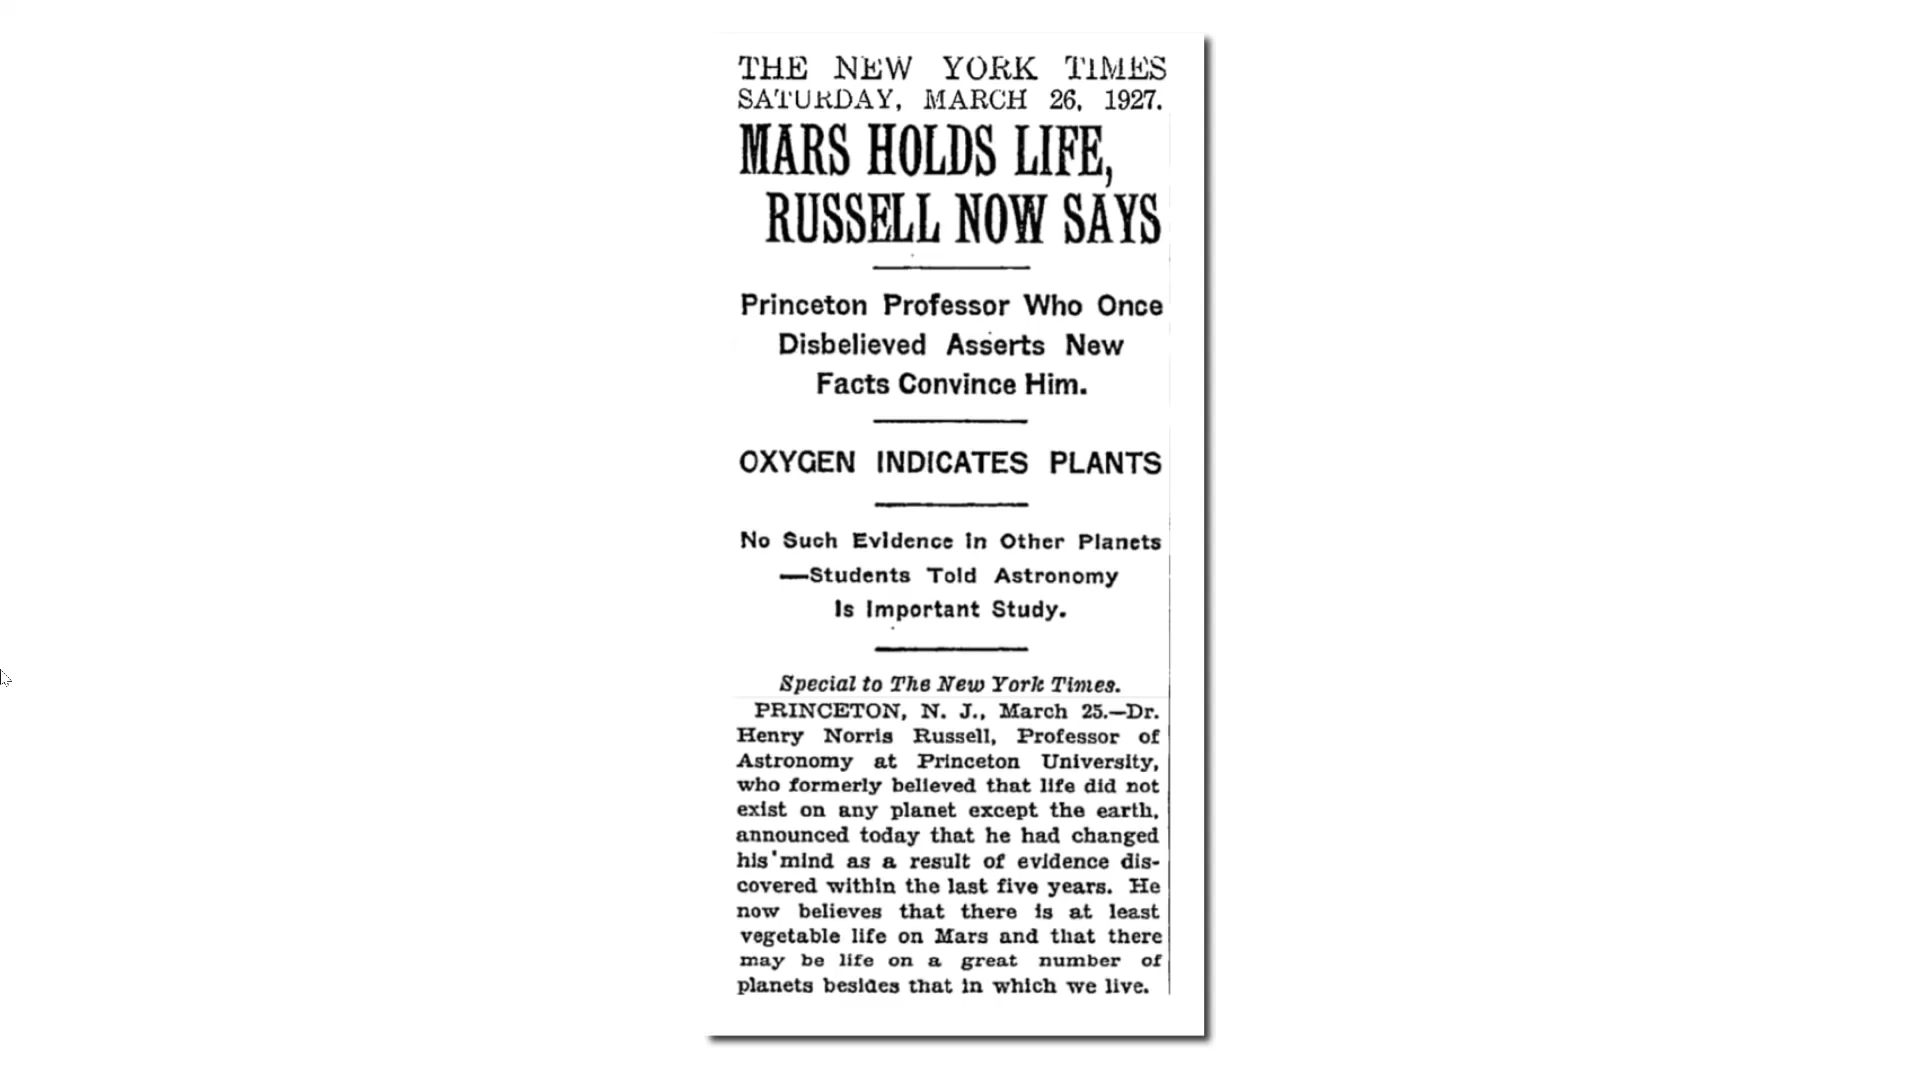 THE NEW YORK TIMES
SATURDAY, MARCH 26, 1927.
MARS HOLDS LIFE,
RUSSELL NOW SAYS
Princeton Professor Who Once
Disbelieved Asserts New
Facts Convince Him.
OXYGEN INDICATES PLANTS
No Such Evidence in Other Planets
—Students Told Astronomy
Is Important Study.
Special to The New York Times.
PRINCETON, N. J., March 25.—Dr.
Henry Norris Russell, Professor of
Astronomy at Princeton University,
who formerly believed that life did not
exist on any planet except the earth,
announced today that he had changed
his mind as a result of evidence dis-
covered within the last five years. He
now believes that there is at least
vegetable life on Mars and that there
may be life on a great number of
planets besides that in which we live.